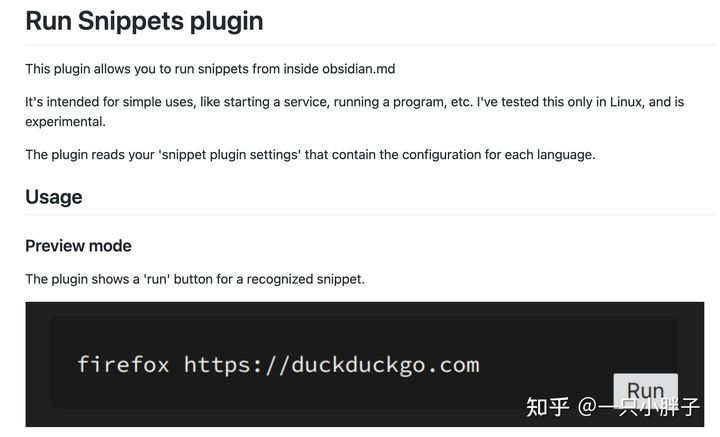 Run Snippets plugin
This plugin allows you to run snippets from inside obsidian.md
It's intended for simple uses, like starting a service, running a program, etc. I've tested this only in Linux, and is
experimental.
The plugin reads your 'snippet plugin settings' that contain the configuration for each language.
Usage
Preview mode
The plugin shows a 'run' button for a recognized snippet.
firefox https://duckduckgo.com
Run
知乎 @一只小胖子